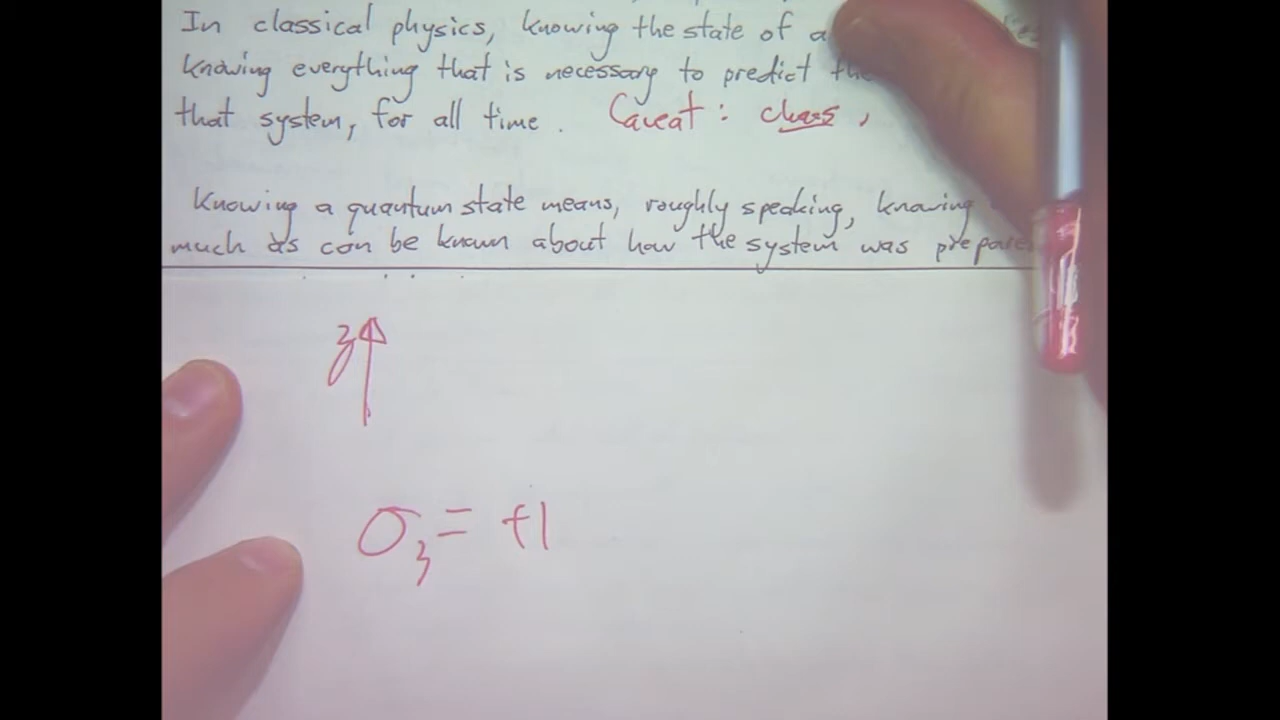 In classical physics, knowing the state of a
knowing everything that is necessary to predict the
that system, for all time. Caveat: chaos,
Knowing a quantum state means, roughly speaking, knowing
much as can be known about how the system was prepare
z
σz = +1